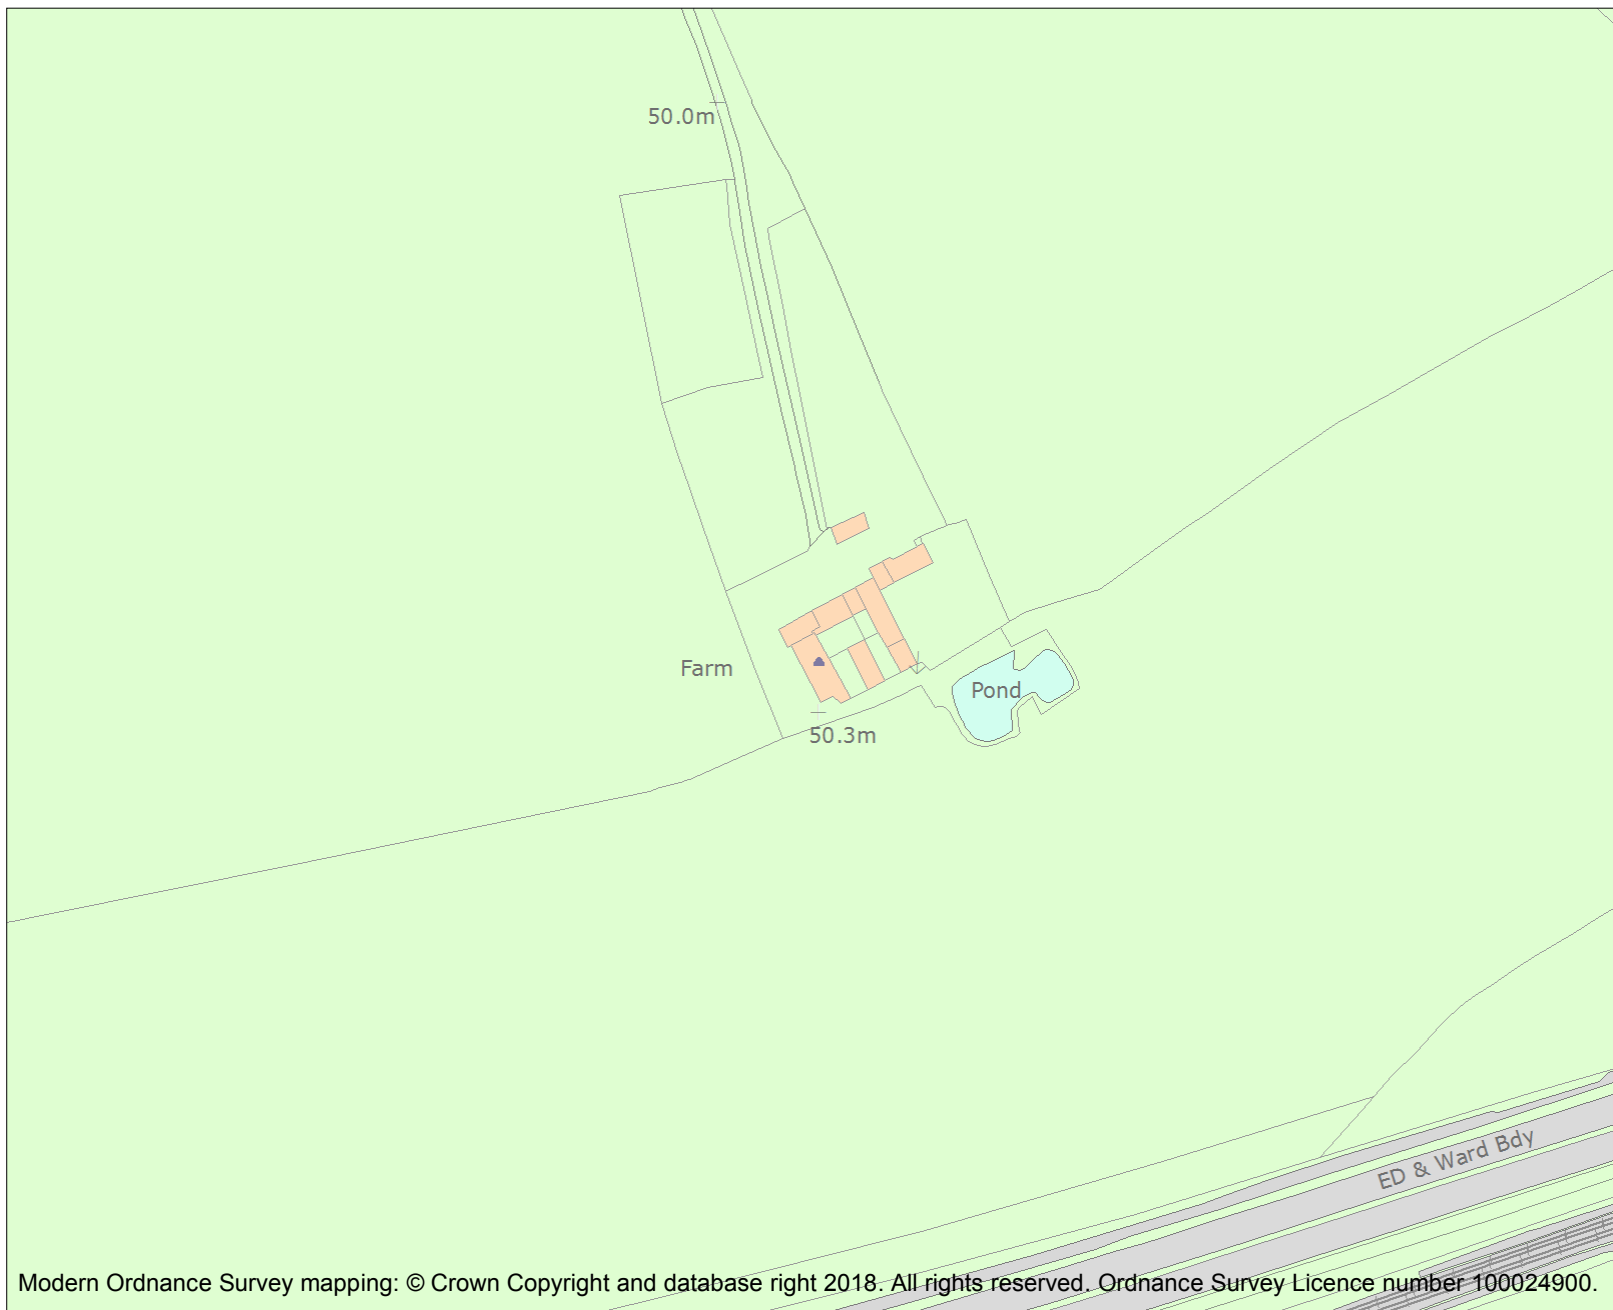 50.0m
Farm
Pond
50.3m
ED & Ward Bdy
Modern Ordnance Survey mapping: © Crown Copyright and database right 2018. All rights reserved. Ordnance Survey Licence number 100024900.